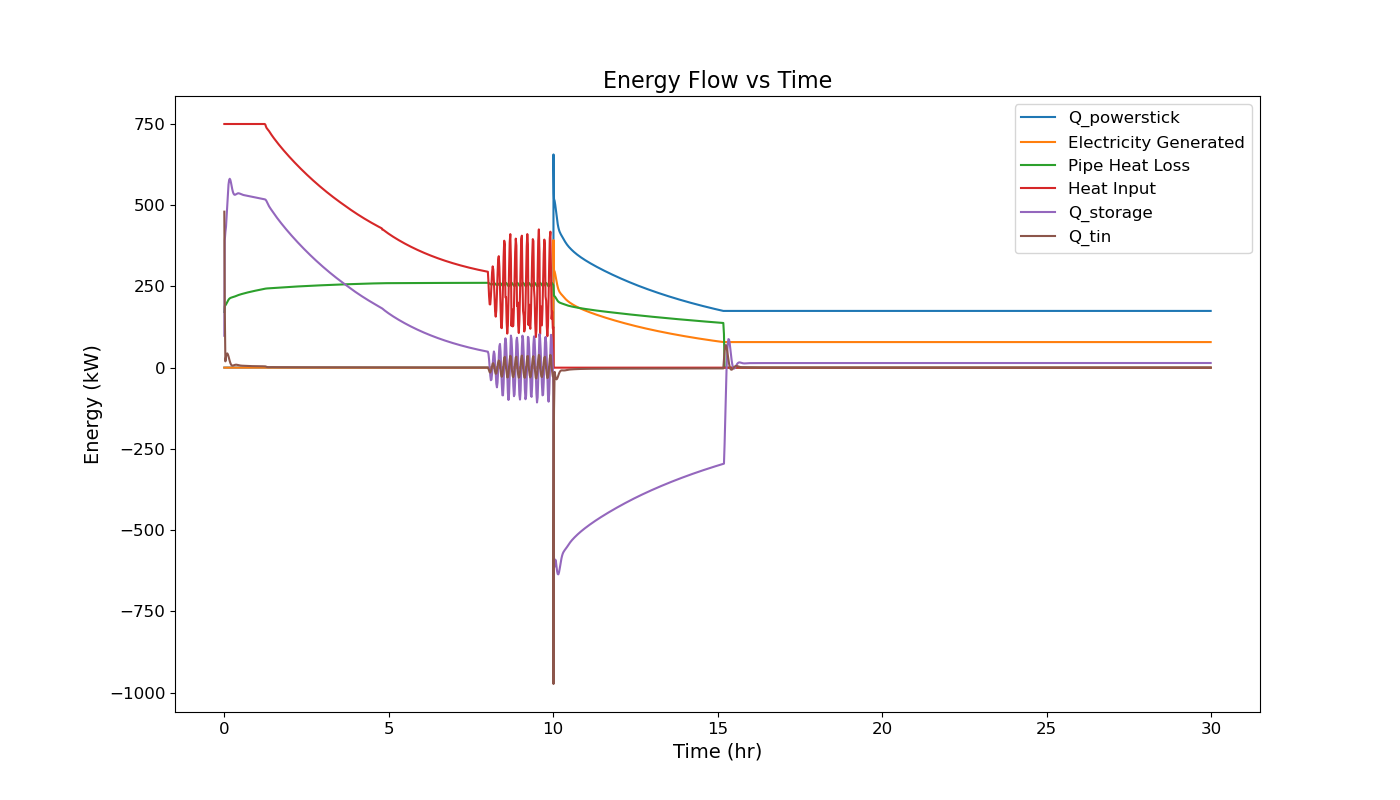 Energy Flow vs Time
Energy (kW)
750
500
250
0
−250
−500
−750
−1000
Q_powerstick
Electricity Generated
Pipe Heat Loss
Heat Input
Q_storage
Q_tin
0 5 10 15 20 25 30
Time (hr)